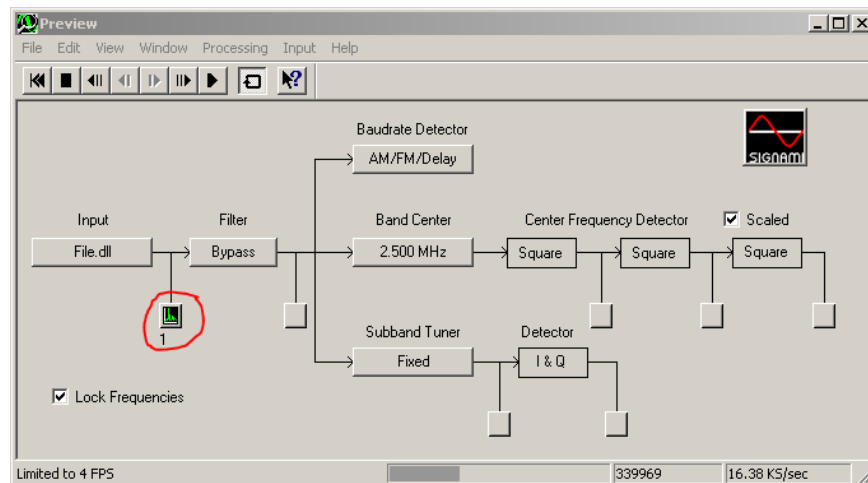 Preview
File Edit View Window Processing Input Help
Baudrate Detector
AM/FM/Delay
SIGNAMI
Input Filter Band Center Center Frequency Detector Scaled
File.dll Bypass 2.500 MHz Square Square Square
1
Subband Tuner Detector
Fixed I & Q
Lock Frequencies
Limited to 4 FPS 339969 16.38 KS/sec